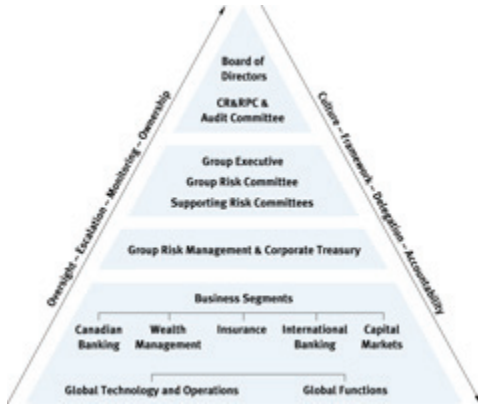 Board of
Directors
CR&RPC &
Audit Committee
Group Executive
Group Risk Committee
Supporting Risk Committees
Group Risk Management & Corporate Treasury
Business Segments
Canadian Banking
Wealth Management
Insurance
International Banking
Capital Markets
Global Technology and Operations
Global Functions
Oversight – Escalation – Monitoring – Ownership
Culture – Framework – Delegation – Accountability